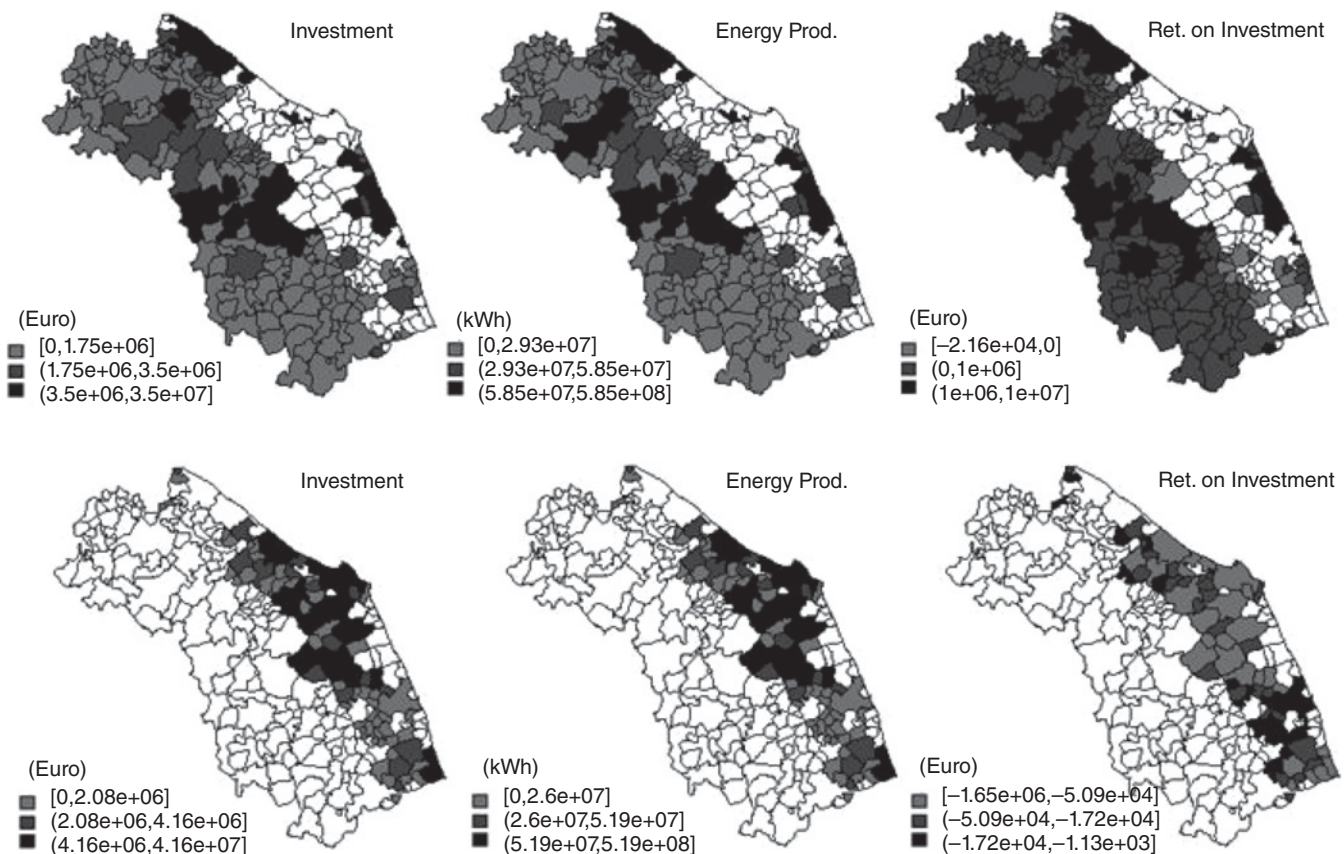 Investment
Energy Prod.
Ret. on Investment
(Euro)
[0,1.75e+06]
(1.75e+06,3.5e+06]
(3.5e+06,3.5e+07]
(kWh)
[0,2.93e+07]
(2.93e+07,5.85e+07]
(5.85e+07,5.85e+08]
(Euro)
[−2.16e+04,0]
(0,1e+06]
(1e+06,1e+07]
Investment
Energy Prod.
Ret. on Investment
(Euro)
[0,2.08e+06]
(2.08e+06,4.16e+06]
(4.16e+06,4.16e+07]
(kWh)
[0,2.6e+07]
(2.6e+07,5.19e+07]
(5.19e+07,5.19e+08]
(Euro)
[−1.65e+06,−5.09e+04]
(−5.09e+04,−1.72e+04]
(−1.72e+04,−1.13e+03]